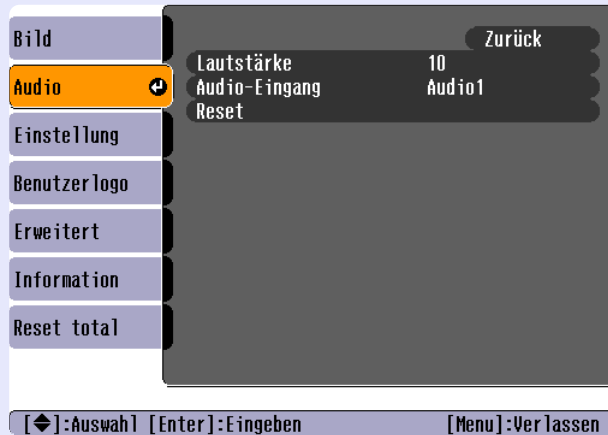 Bild
Audio
Einstellung
Benutzerlogo
Erweitert
Information
Reset total
Zurück
Lautstärke 10
Audio-Eingang Audio1
Reset
[◆]:Auswahl [Enter]:Eingeben [Menu]:Verlassen